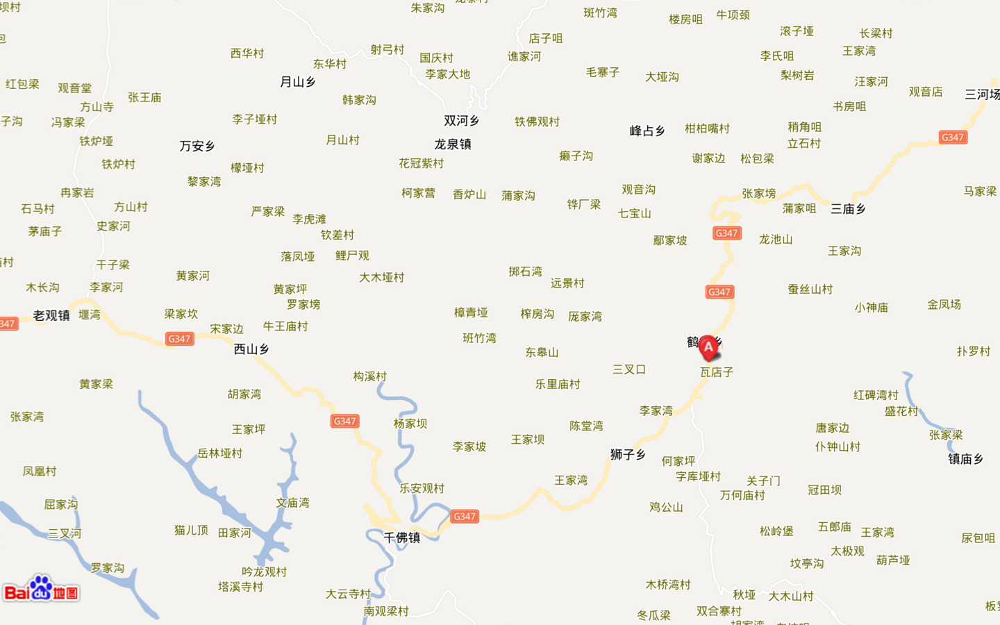 朱家沟
斑竹湾
楼房咀
牛项颈
滚子垭
长梁村
店子咀
射弓村
西华村
国庆村
谯家河
李氏咀
王家湾
东华村
李家大地
毛寨子
大垭沟
梨树岩
汪家河
月山乡
红包梁
观音堂
张王庙
观音店
三河场
韩家沟
方山寺
书房咀
子沟
冯家梁
李子垭村
双河乡
铁佛观村
峰占乡
柑柏嘴村
稍角咀
G347
铁炉垭
万安乡
月山村
龙泉镇
立石村
癞子沟
谢家边
松包梁
铁炉村
檬垭村
花冠紫村
黎家湾
冉家岩
柯家营
香炉山
蒲家沟
观音沟
张家塝
马家梁
石马村
方山村
铧厂梁
蒲家咀
三庙乡
严家梁
李虎滩
七宝山
茅庙子
史家河
钦差村
G347
鄢家坡
龙池山
落凤垭
鲤尸观
王家沟
干子梁
黄家河
大木垭村
掷石湾
远景村
木长沟
李家河
黄家坪
G347
蚕丝山村
罗家塝
小神庙
金凤场
老观镇
堰湾
梁家坎
樟青垭
榨房沟
庞家湾
347
宋家边
牛王庙村
G347
班竹湾
鹤
乡
A
西山乡
东皋山
扑罗村
三叉口
瓦店子
构溪村
黄家梁
乐里庙村
胡家湾
红碑湾村
李家湾
盛花村
张家湾
G347
杨家坝
王家坪
陈堂湾
唐家边
张家梁
李家坡
王家坝
仆钟山村
岳林垭村
狮子乡
何家坪
镇庙乡
凤凰村
字库垭村
王家湾
关子门
乐安观村
冠田坝
万何庙村
屈家沟
文庙湾
鸡公山
G347
三叉河
猫儿顶
田家河
千佛镇
松岭堡
五郎庙
王家湾
尿包咀
太极观
罗家沟
吟龙观村
坟亭沟
葫芦垭
塔溪寺村
木桥湾村
Bai du 地图
大云寺村
秋垭
大木山村
南观梁村
冬瓜梁
双合寨村